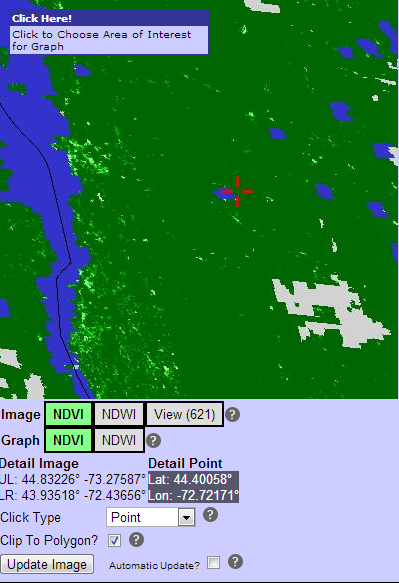 Click Here!
Click to Choose Area of Interest
for Graph
Image NDVI NDWI View (621) ?
Graph NDVI NDWI ?
Detail Image Detail Point
UL: 44.83226° -73.27587° Lat: 44.40058°
LR: 43.93518° -72.43656° Lon: -72.72171°
Click Type Point ?
Clip To Polygon? ?
Update Image Automatic Update? ?